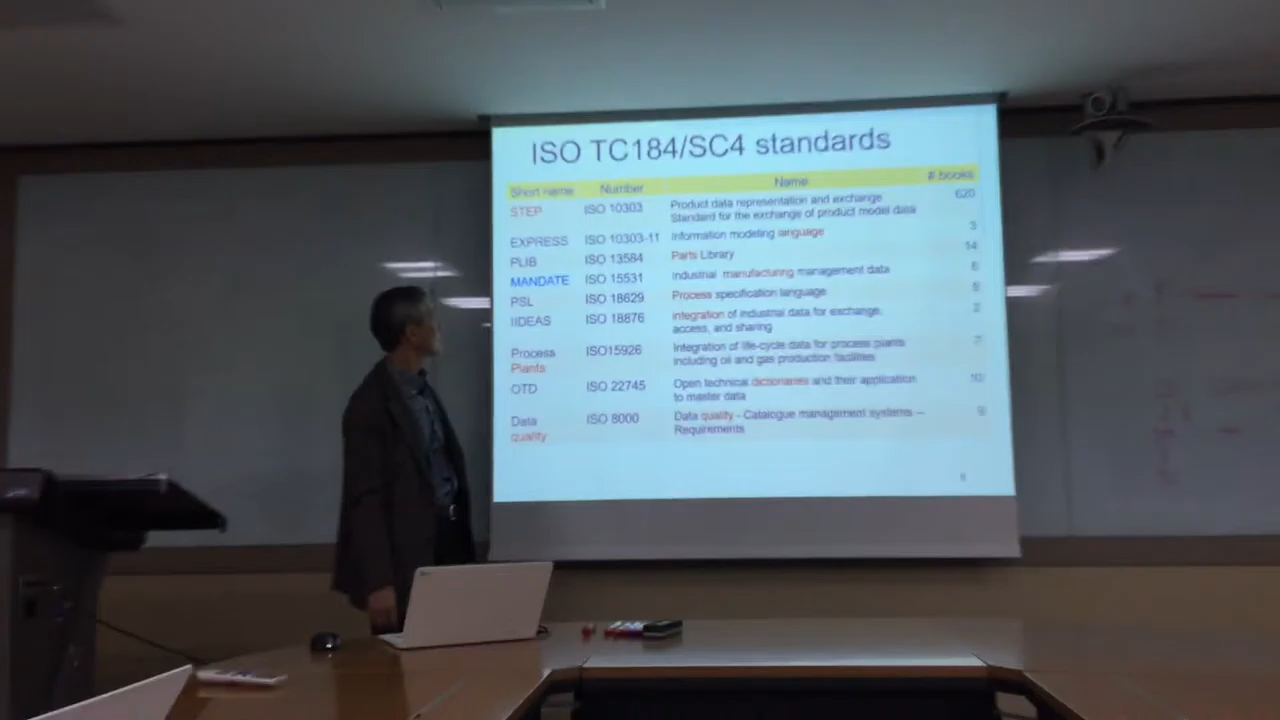 ISO TC184/SC4 standards
Short name Number Name # books
STEP ISO 10303 Product data representation and exchange 620
Standard for the exchange of product model data
EXPRESS ISO 10303-11 Information modeling language 3
PLIB ISO 13584 Parts Library 14
MANDATE ISO 15531 Industrial manufacturing management data 6
PSL ISO 18629 Process specification language
IIDEAS ISO 18876 Integration of industrial data for exchange, 2
access, and sharing
Process ISO15926 Integration of life-cycle data for process plants 7
Plants including oil and gas production facilities
OTD ISO 22745 Open technical dictionaries and their application 10
to master data
Data ISO 8000 Data quality - Catalogue management systems –
quality Requirements